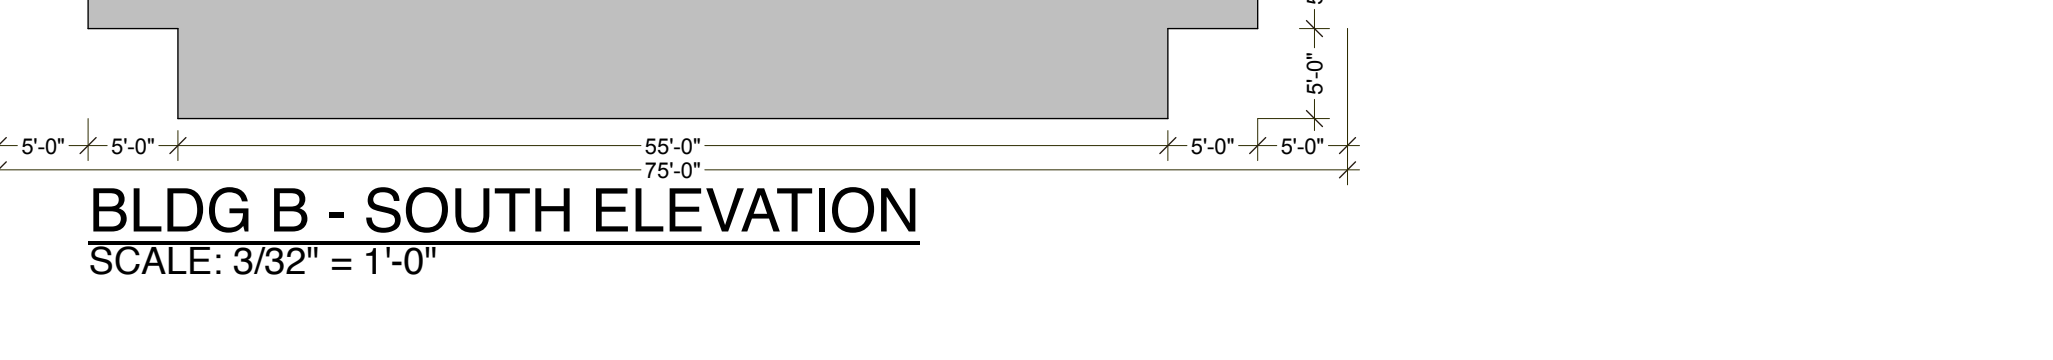 5'-0"
5'-0" 5'-0" 55'-0" 5'-0" 5'-0"
75'-0"
BLDG B - SOUTH ELEVATION
SCALE: 3/32" = 1'-0"